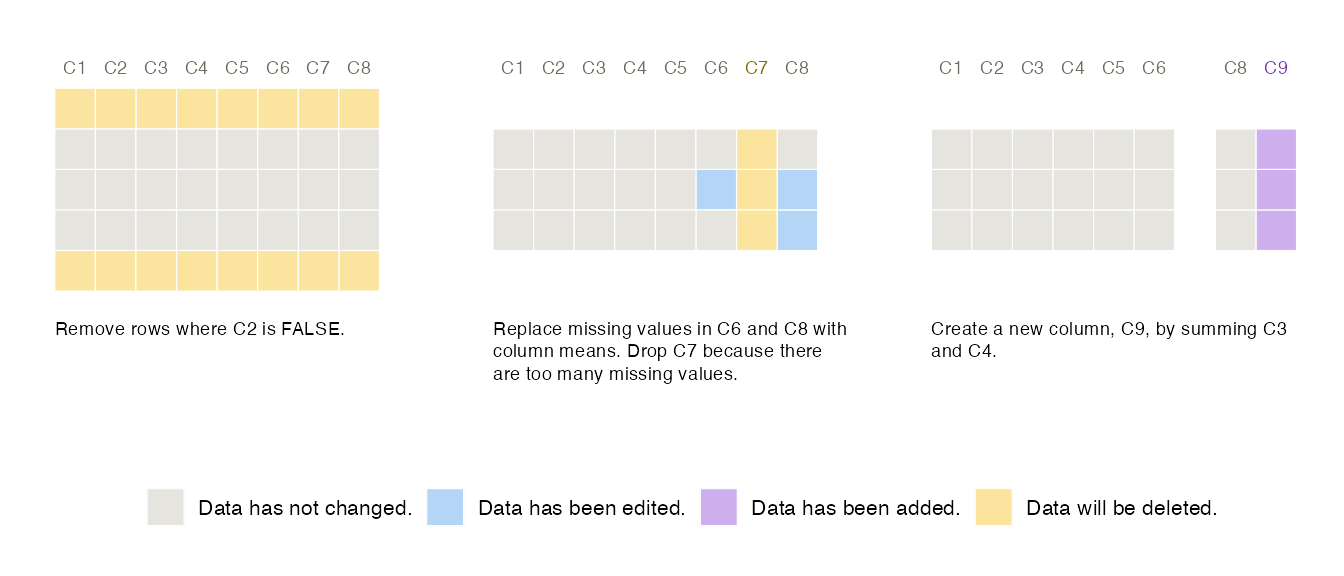 C1 C2 C3 C4 C5 C6 C7 C8
C1 C2 C3 C4 C5 C6 C7 C8
C1 C2 C3 C4 C5 C6 C8 C9
Remove rows where C2 is FALSE.
Replace missing values in C6 and C8 with
column means. Drop C7 because there
are too many missing values.
Create a new column, C9, by summing C3
and C4.
Data has not changed.
Data has been edited.
Data has been added.
Data will be deleted.